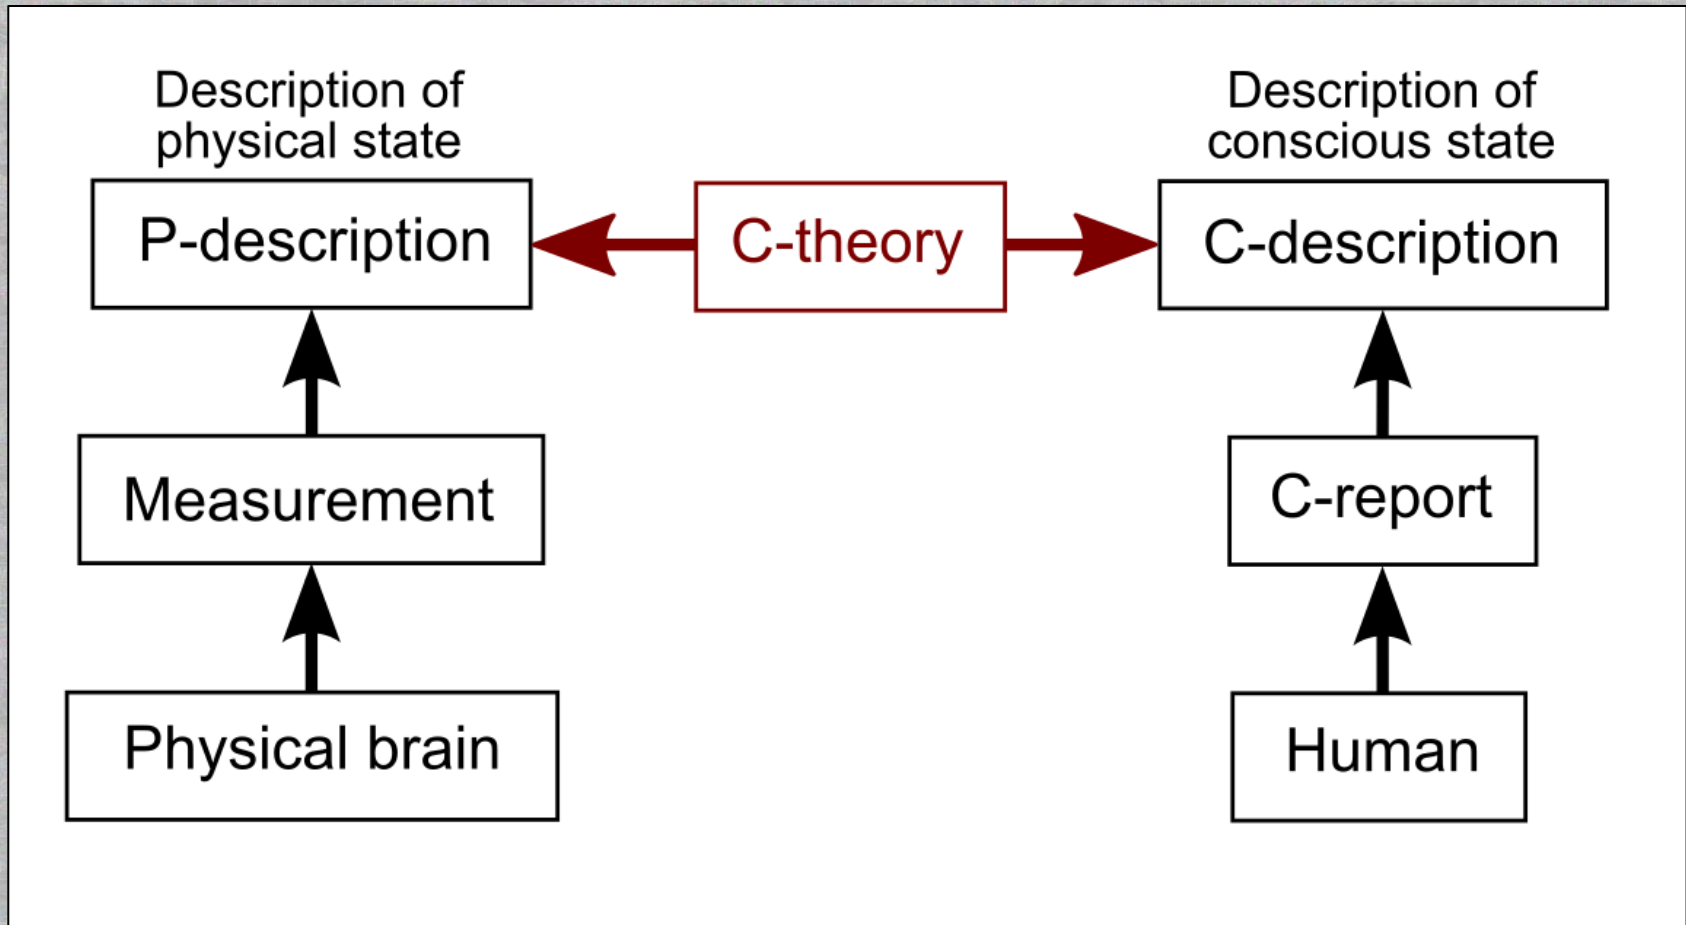 Description of
physical state
Description of
conscious state
P-description
C-theory
C-description
Measurement
C-report
Physical brain
Human